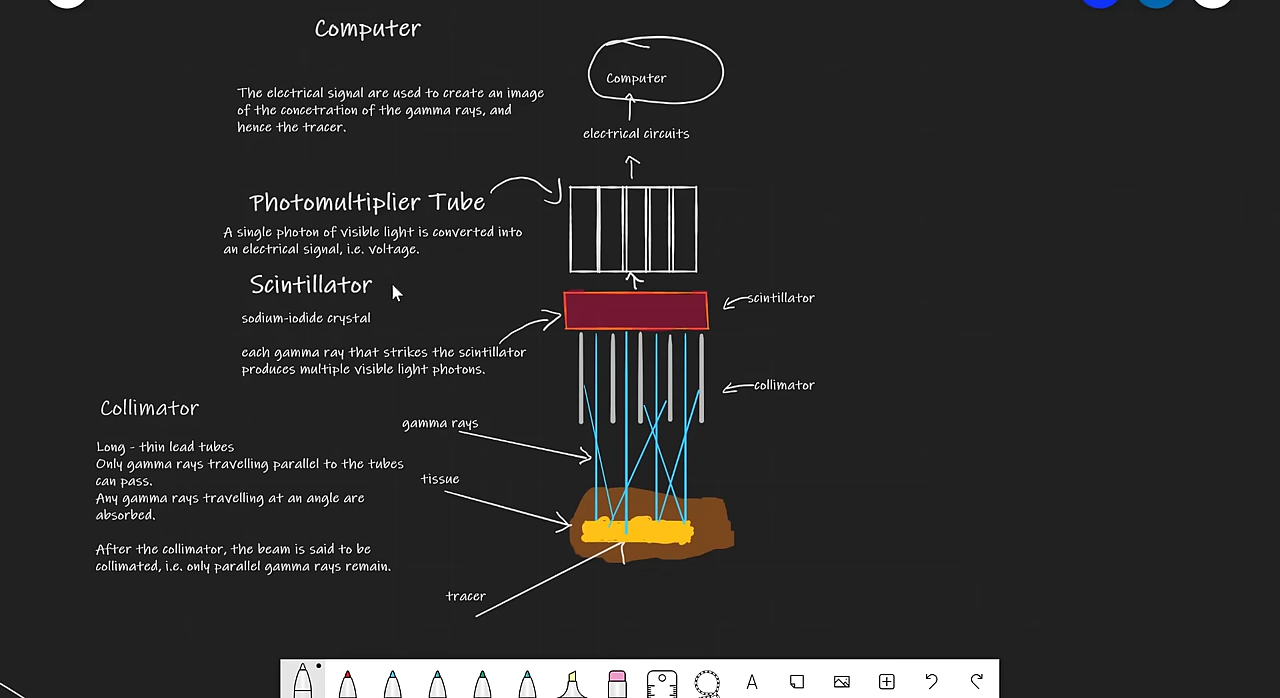 Computer
Computer
The electrical signal are used to create an image
of the concetration of the gamma rays, and
hence the tracer.
electrical circuits
Photomultiplier Tube
A single photon of visible light is converted into
an electrical signal, i.e. voltage.
Scintillator
scintillator
sodium-iodide crystal
each gamma ray that strikes the scintillator
produces multiple visible light photons.
collimator
Collimator
gamma rays
Long - thin lead tubes
Only gamma rays travelling parallel to the tubes
can pass.
Any gamma rays travelling at an angle are
absorbed.
tissue
After the collimator, the beam is said to be
collimated, i.e. only parallel gamma rays remain.
tracer
A